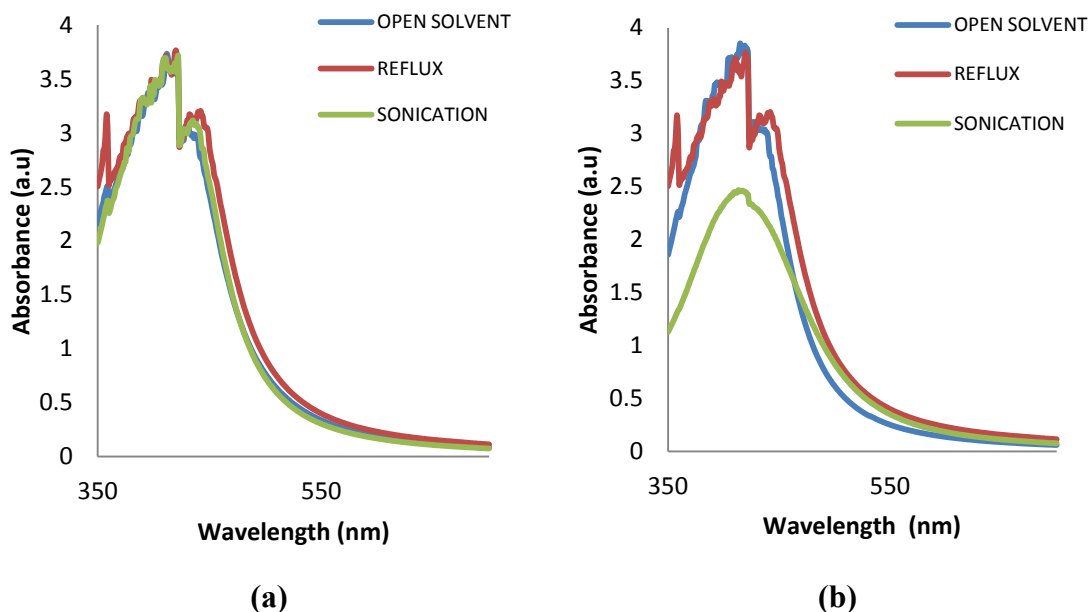 4
3.5
3
2.5
2
1.5
1
0.5
0
350
550
Absorbance (a.u)
Wavelength (nm)
OPEN SOLVENT
REFLUX
SONICATION
(a)
4
3.5
3
2.5
2
1.5
1
0.5
0
350
550
Absorbance (a.u)
Wavelength (nm)
OPEN SOLVENT
REFLUX
SONICATION
(b)